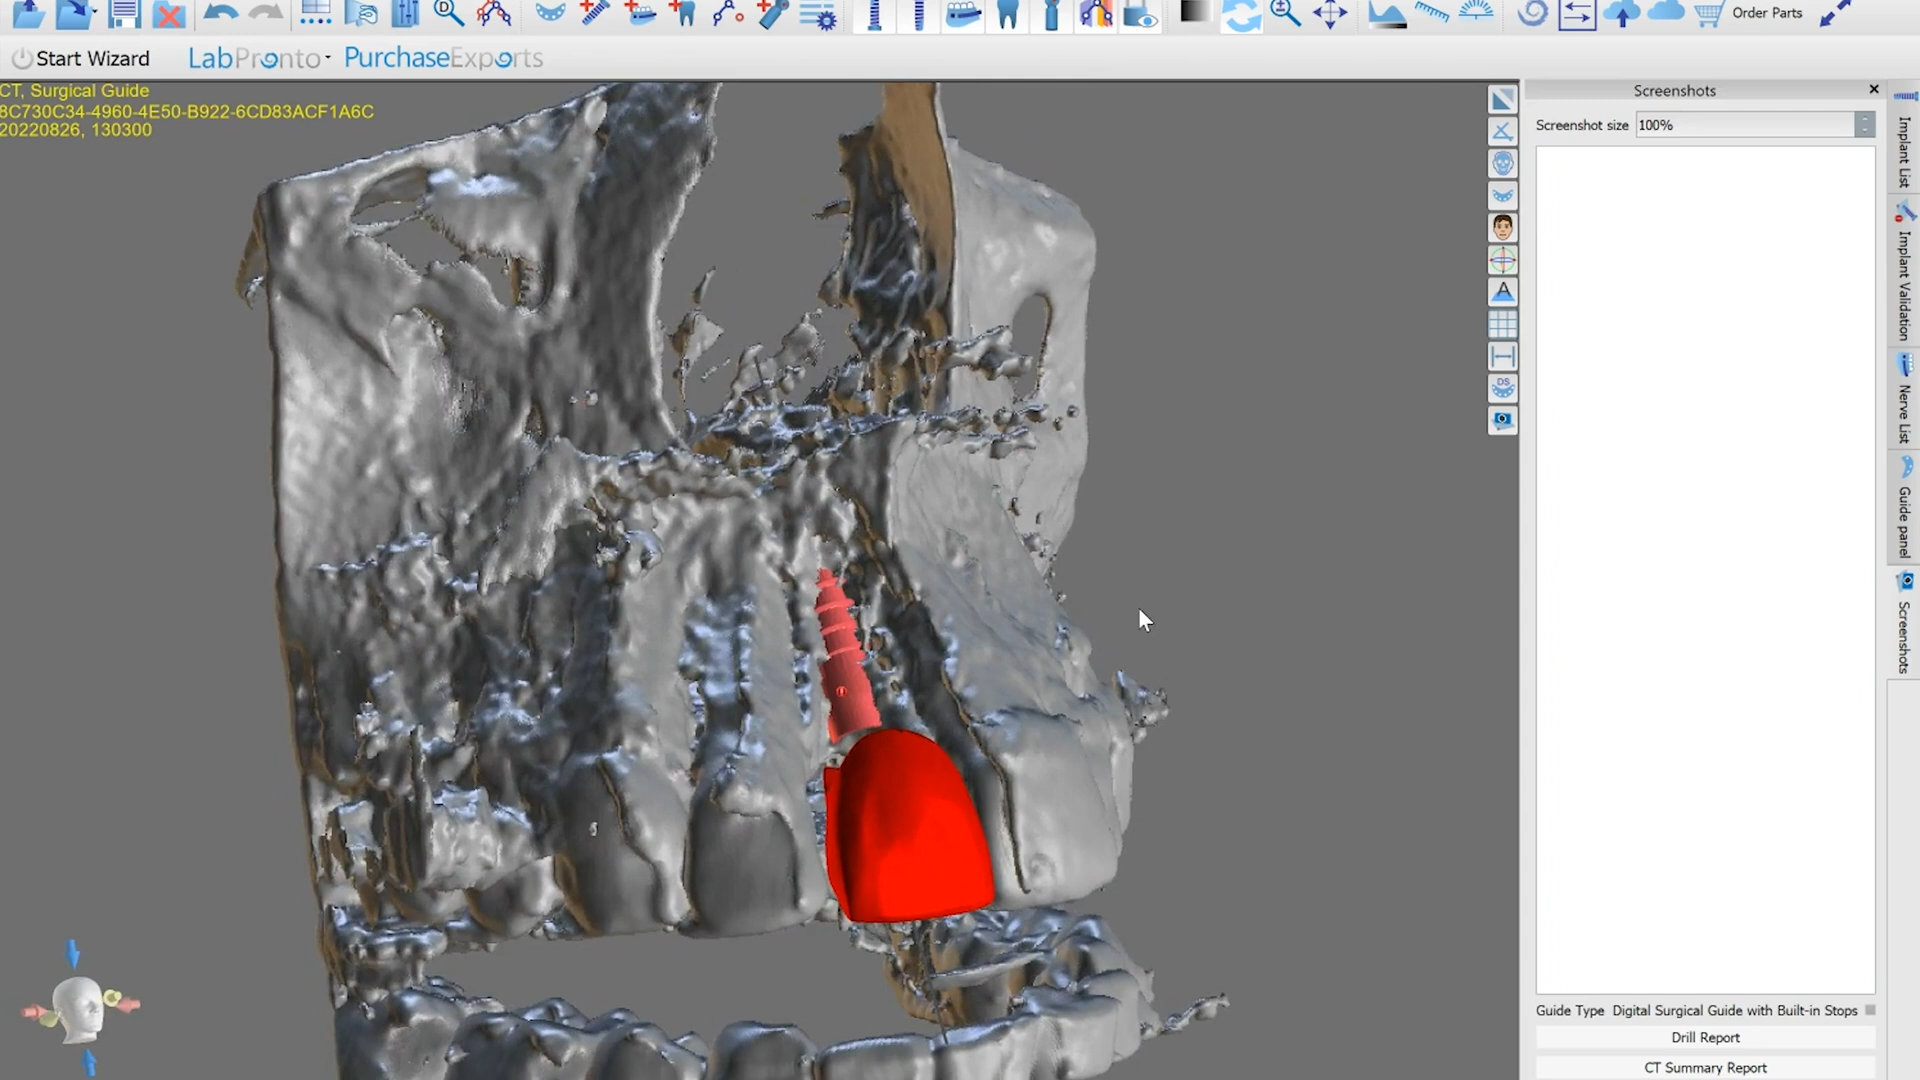 Order Parts
Start Wizard
LabPronto
PurchaseExports
CT, Surgical Guide
8C730C34-4960-4E50-B922-6CD83ACF1A6C
20220826, 130300
Screenshots
Screenshot size 100%
D
A
DS
Implant List
Implant Validation
Nerve List
Guide panel
Screenshots
Guide Type Digital Surgical Guide with Built-in Stops
Drill Report
CT Summary Report